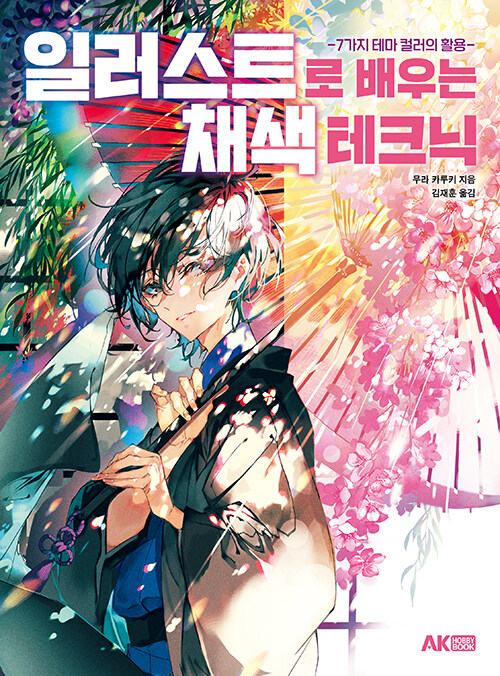 -7가지 테마 컬러의 활용-
일러스트로 배우는
채색 테크닉
무라 카루키 지음
김재훈 옮김
AK HOBBY BOOK